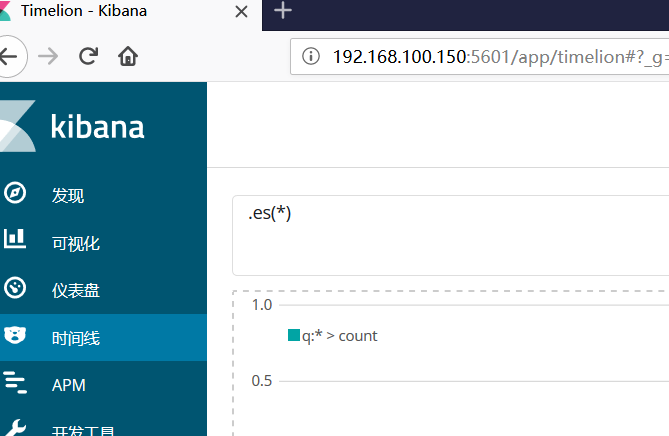 Timelion - Kibana
192.168.100.150:5601/app/timelion#?_g=
kibana
发现
可视化
仪表盘
时间线
APM
开发工具
.es(*)
1.0
q:* > count
0.5